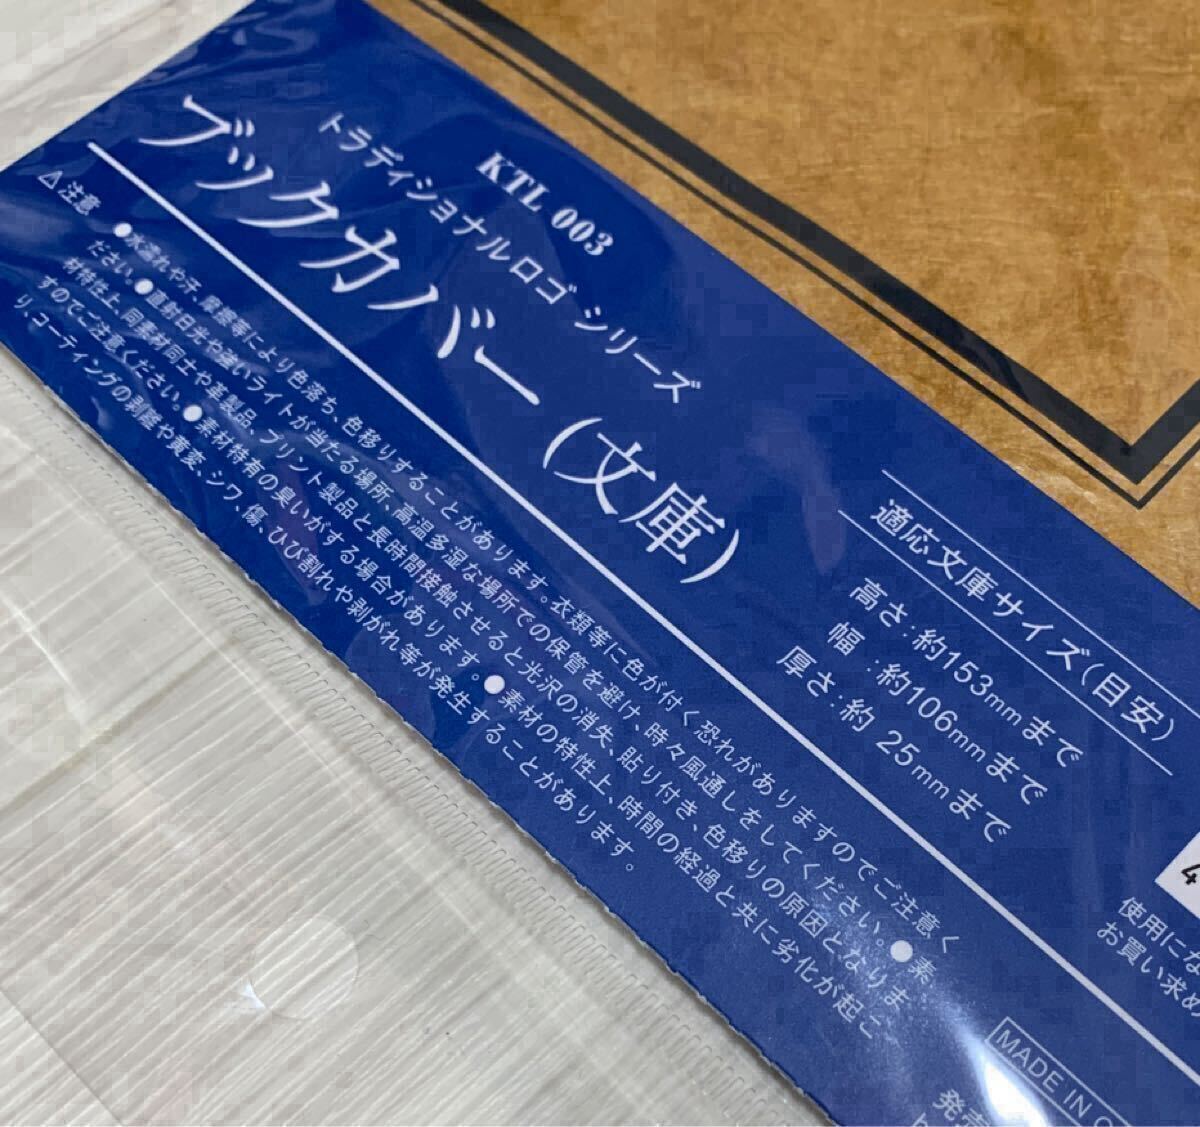 KTL 003
トラディショナルロゴ シリーズ
ブックカバー(文庫)
適応文庫サイズ(目安)
高さ:約153mmまで
幅 :約106mmまで
厚さ:約 25mmまで
⚠注意 ●水濡れや汗、摩擦等により色落ち、色移りすることがあります。衣類等に色が付く恐れがありますのでご注意く
ださい。●直射日光や強いライトが当たる場所、高温多湿な場所での保管を避け、時々風通しをしてください。●素
材特性上、同素材同士や革製品、プリント製品と長時間接触させると光沢の消失、貼り付き、色移りの原因となりま
すのでご注意ください。●素材特有の臭いがする場合があります。●素材の特性上、時間の経過と共に劣化が起こ
り、コーティングの剥離や黄変、シワ、傷、ひび割れや剥がれ等が発生することがあります。
4
使用にな
お買い求め
MADE IN C
発売